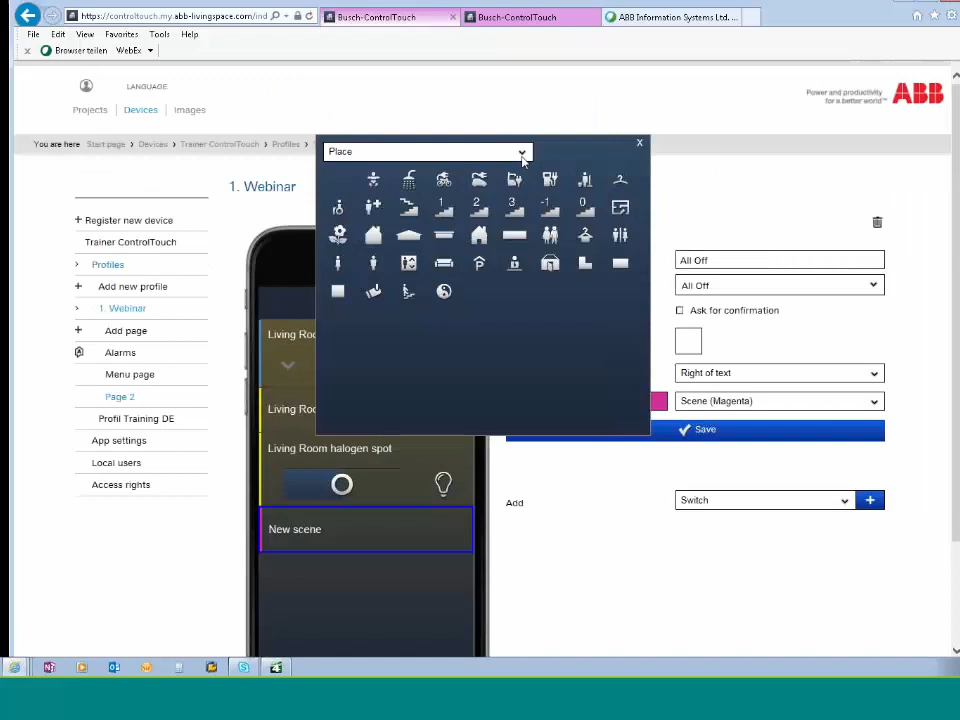 https://controltouch.my.abb-livingspace.com/ind
Busch-ControlTouch
Busch-ControlTouch
ABB Information Systems Ltd. ...
File Edit View Favorites Tools Help
x Browser teilen WebEx
LANGUAGE
Projects Devices Images
Power and productivity
for a better world™
ABB
You are here Start page > Devices > Trainer ControlTouch > Profiles >
Place
X
1 2 3 -1 0
1. Webinar
+ Register new device
Trainer ControlTouch
> Profiles
+ Add new profile
> 1. Webinar
+ Add page
Alarms
Menu page
Page 2
Profil Training DE
App settings
Local users
Access rights
Living Roo
Living Roo
Living Room halogen spot
New scene
All Off
All Off
Ask for confirmation
Right of text
Scene (Magenta)
Save
Add
Switch
+